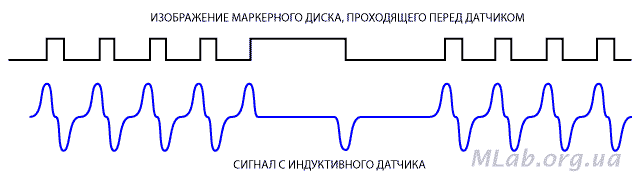 ИЗОБРАЖЕНИЕ МАРКЕРНОГО ДИСКА, ПРОХОДЯЩЕГО ПЕРЕД ДАТЧИКОМ
СИГНАЛ С ИНДУКТИВНОГО ДАТЧИКА
MLab.org.ua